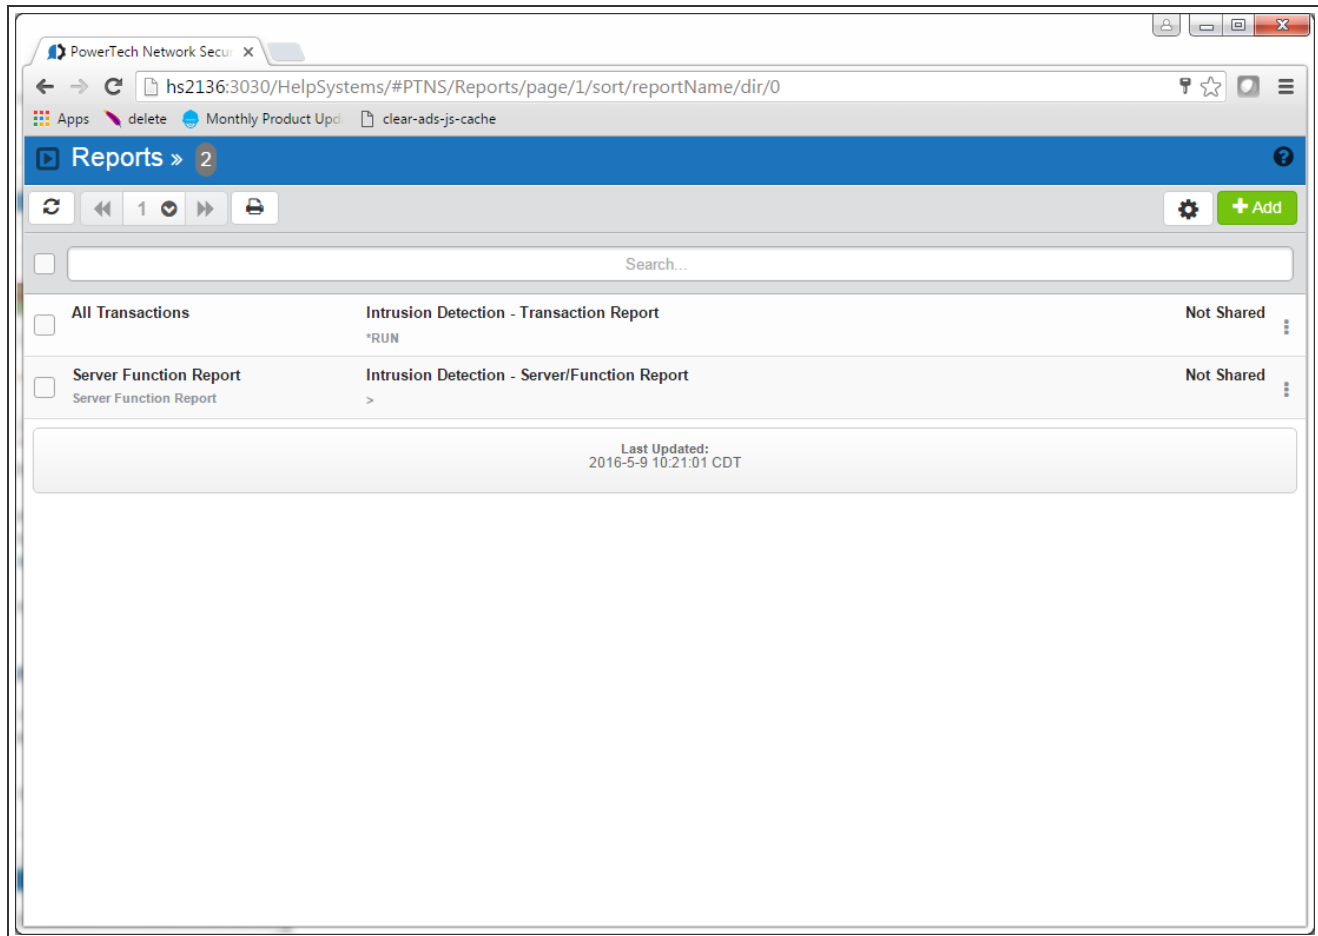 PowerTech Network Secur
hs2136:3030/HelpSystems/#PTNS/Reports/page/1/sort/reportName/dir/0
Apps delete Monthly Product Upd clear-ads-js-cache
Reports » 2
1
Add
Search...
All Transactions Intrusion Detection - Transaction Report Not Shared
*RUN
Server Function Report Intrusion Detection - Server/Function Report Not Shared
Server Function Report >
Last Updated:
2016-5-9 10:21:01 CDT